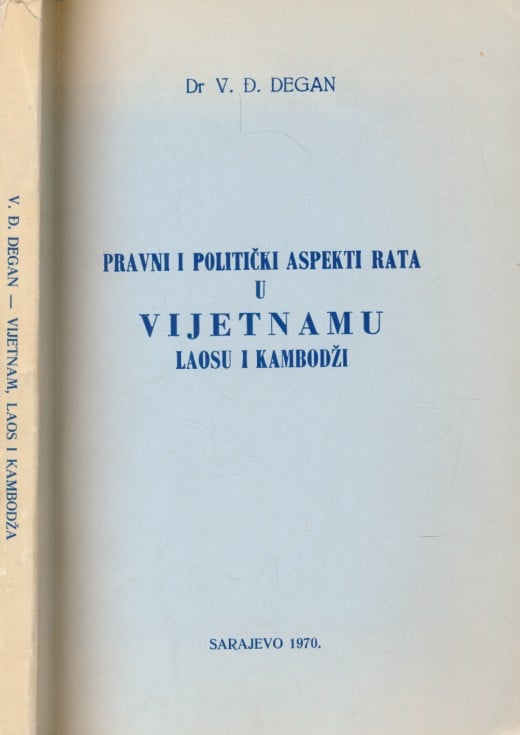 V. Đ. DEGAN — VIJETNAM, LAOS I KAMBODŽA
Dr V. Đ. DEGAN
PRAVNI I POLITIČKI ASPEKTI RATA
U
VIJETNAMU
LAOSU I KAMBODŽI
SARAJEVO 1970.